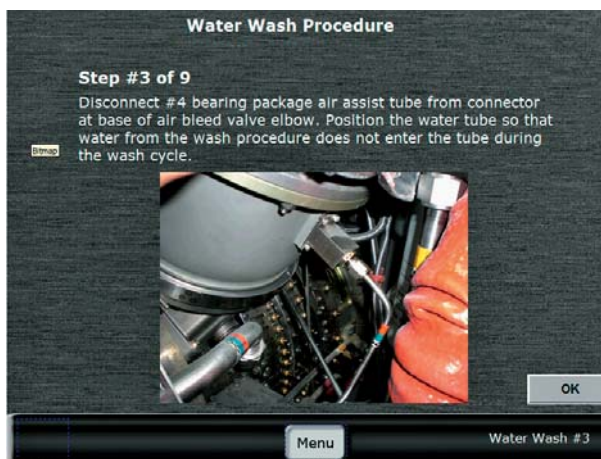 Water Wash Procedure
Step #3 of 9
Disconnect #4 bearing package air assist tube from connector
at base of air bleed valve elbow. Position the water tube so that
water from the wash procedure does not enter the tube during
the wash cycle.
Bitmap
OK
Menu
Water Wash #3